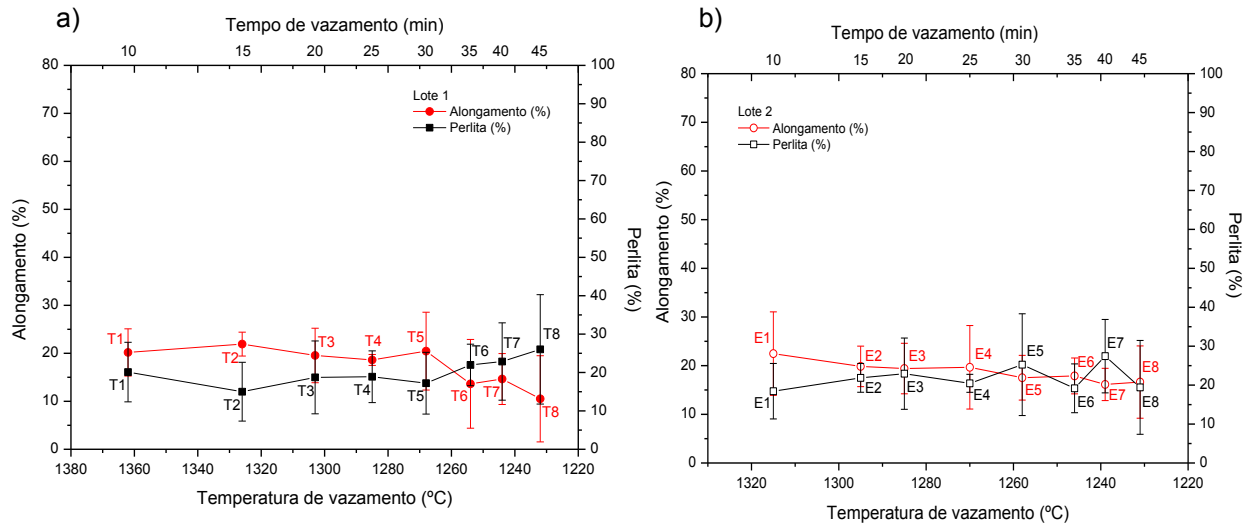 a)
Tempo de vazamento (min)
10 15 20 25 30 35 40 45
80 100
70 90
60 80
50 70
40 60
30 50
20 40
10 30
0 20
10
0
Lote 1
Alongamento (%)
Perlita (%)
Alongamento (%)
Perlita (%)
T1 T2 T3 T4 T5 T6 T7 T8
T1 T2 T3 T4 T5 T6 T7 T8
1380 1360 1340 1320 1300 1280 1260 1240 1220
Temperatura de vazamento (ºC)
b)
Tempo de vazamento (min)
10 15 20 25 30 35 40 45
80 100
70 90
60 80
50 70
40 60
30 50
20 40
10 30
0 20
10
0
Lote 2
Alongamento (%)
Perlita (%)
Alongamento (%)
Perlita (%)
E1 E2 E3 E4 E5 E6 E7 E8
E1 E2 E3 E4 E5 E6 E7 E8
1320 1300 1280 1260 1240 1220
Temperatura de vazamento (ºC)